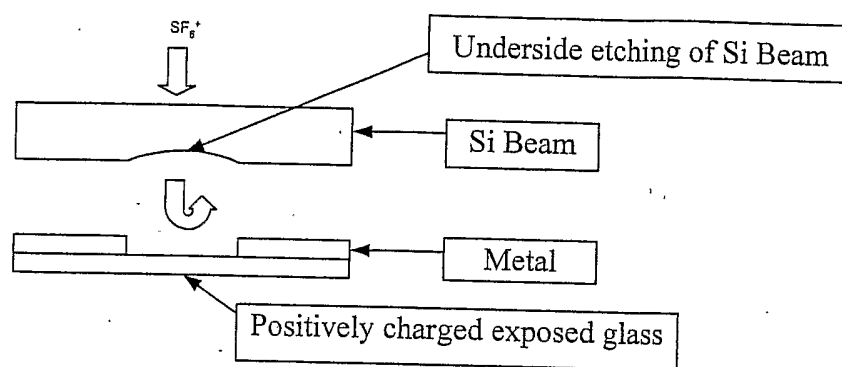 SF₆⁺
Underside etching of Si Beam
Si Beam
Metal
Positively charged exposed glass